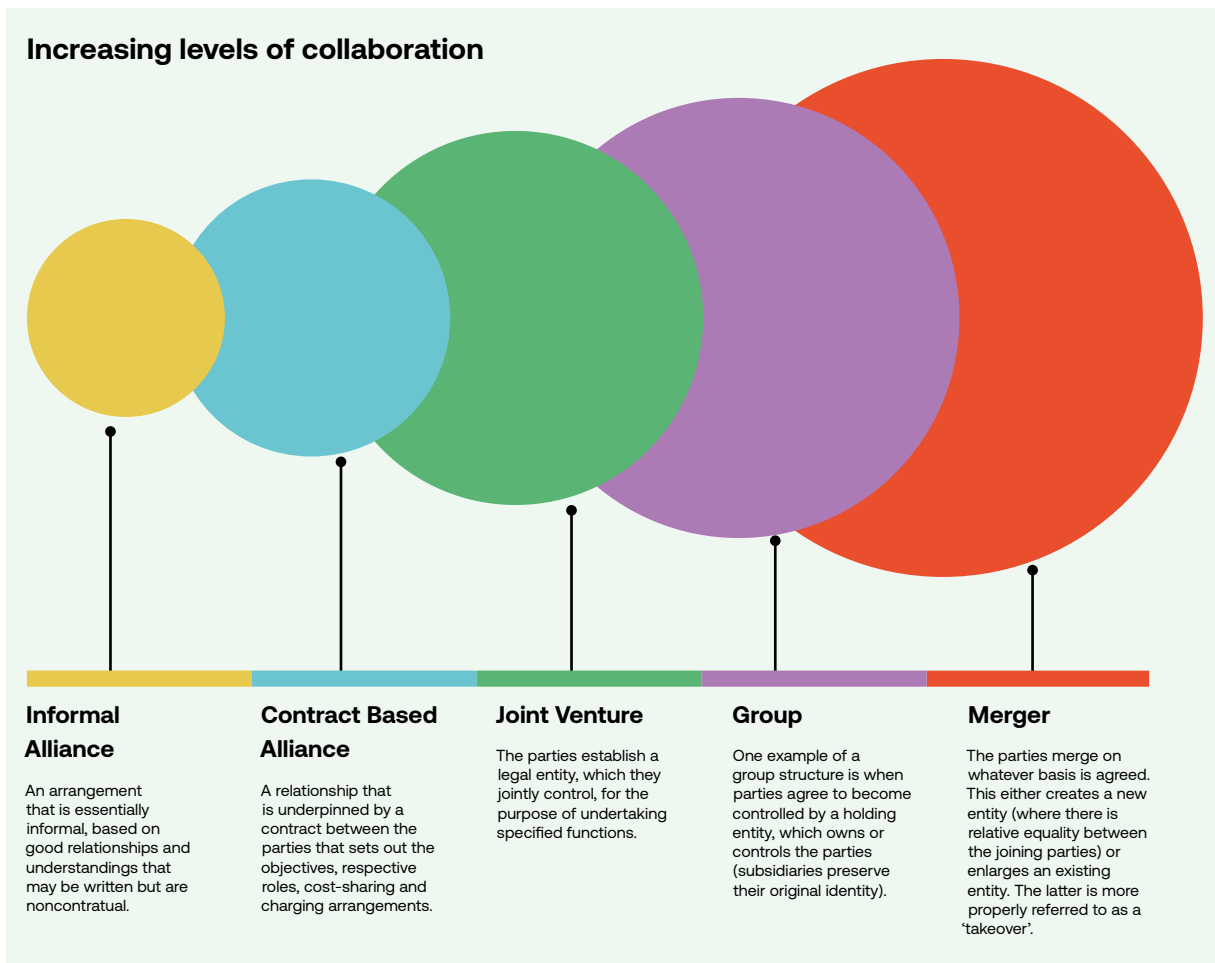 Increasing levels of collaboration
Informal
Alliance
An arrangement
that is essentially
informal, based on
good relationships and
understandings that
may be written but are
noncontratual.
Contract Based
Alliance
A relationship that
is underpinned by a
contract between the
parties that sets out the
objectives, respective
roles, cost-sharing and
charging arrangements.
Joint Venture
The parties establish a
legal entity, which they
jointly control, for the
purpose of undertaking
specified functions.
Group
One example of a
group structure is when
parties agree to become
controlled by a holding
entity, which owns or
controls the parties
(subsidiaries preserve
their original identity).
Merger
The parties merge on
whatever basis is agreed.
This either creates a new
entity (where there is
relative equality between
the joining parties) or
enlarges an existing
entity. The latter is more
properly referred to as a
‘takeover’.